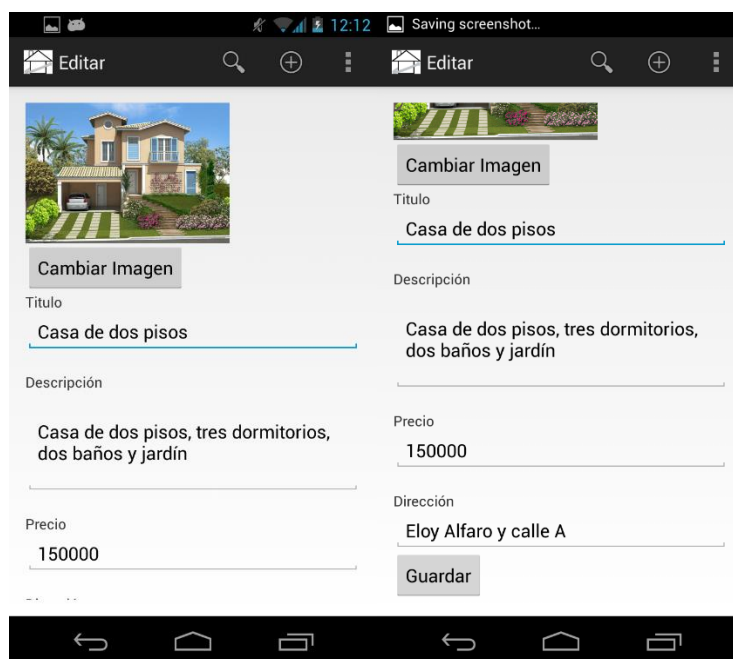 12:12
Editar
Cambiar Imagen
Titulo
Casa de dos pisos
Descripción
Casa de dos pisos, tres dormitorios,
dos baños y jardín
Precio
150000
Saving screenshot...
Editar
Cambiar Imagen
Titulo
Casa de dos pisos
Descripción
Casa de dos pisos, tres dormitorios,
dos baños y jardín
Precio
150000
Dirección
Eloy Alfaro y calle A
Guardar